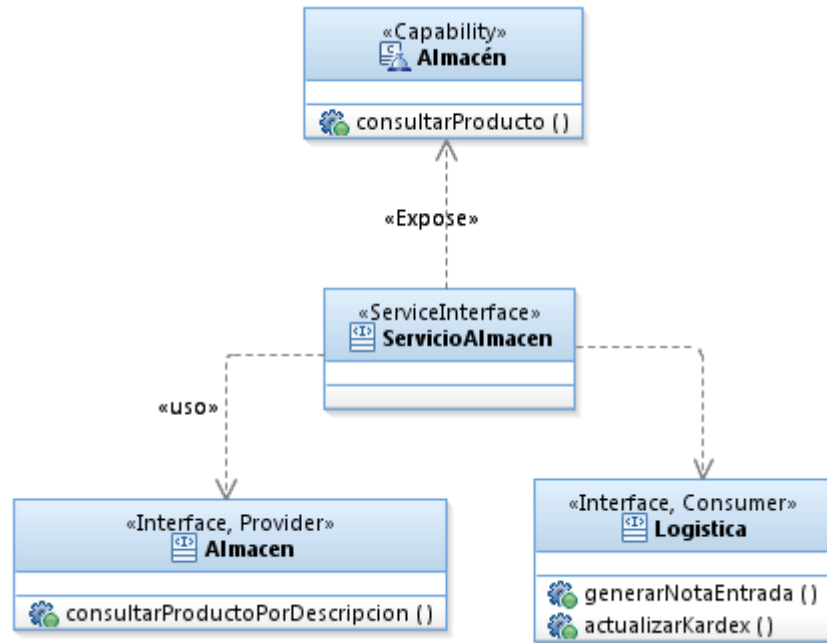 «Capability»
Almacén
consultarProducto ( )
«Expose»
«ServiceInterface»
ServicioAlmacen
«uso»
«Interface, Provider»
Almacen
consultarProductoPorDescripcion ( )
«Interface, Consumer»
Logistica
generarNotaEntrada ( )
actualizarKardex ( )